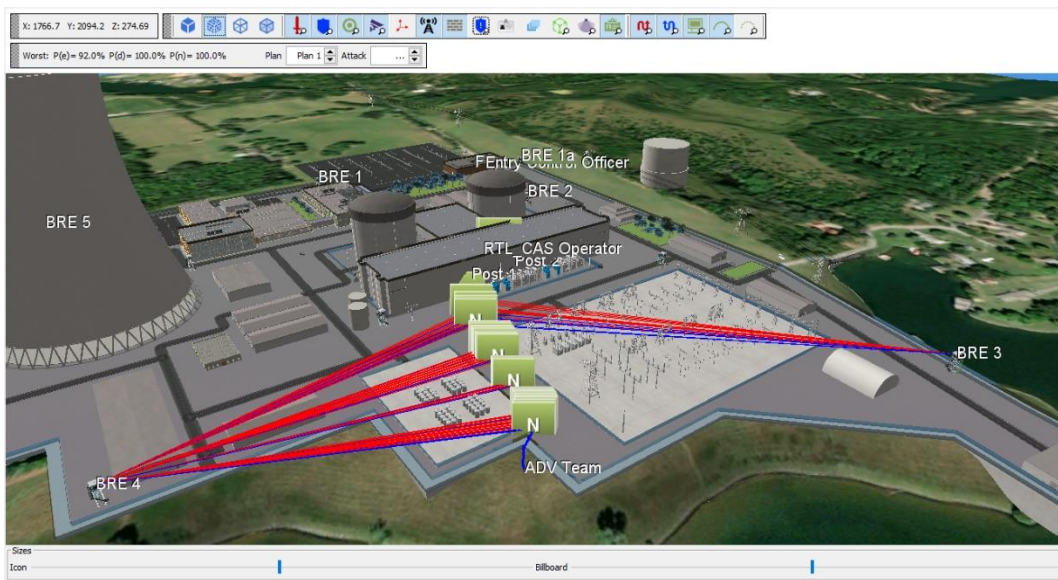 X: 1766.7 Y: 2094.2 Z: 274.69
Worst: P(e)= 92.0% P(d)= 100.0% P(n)= 100.0% Plan Plan 1 Attack ...
BRE 1a
Entry Control Officer
BRE 1
BRE 2
BRE 5
RTL CAS Operator
Post 2
Post 1
BRE 3
N
N
N
N
ADV Team
BRE 4
Sizes
Icon Billboard